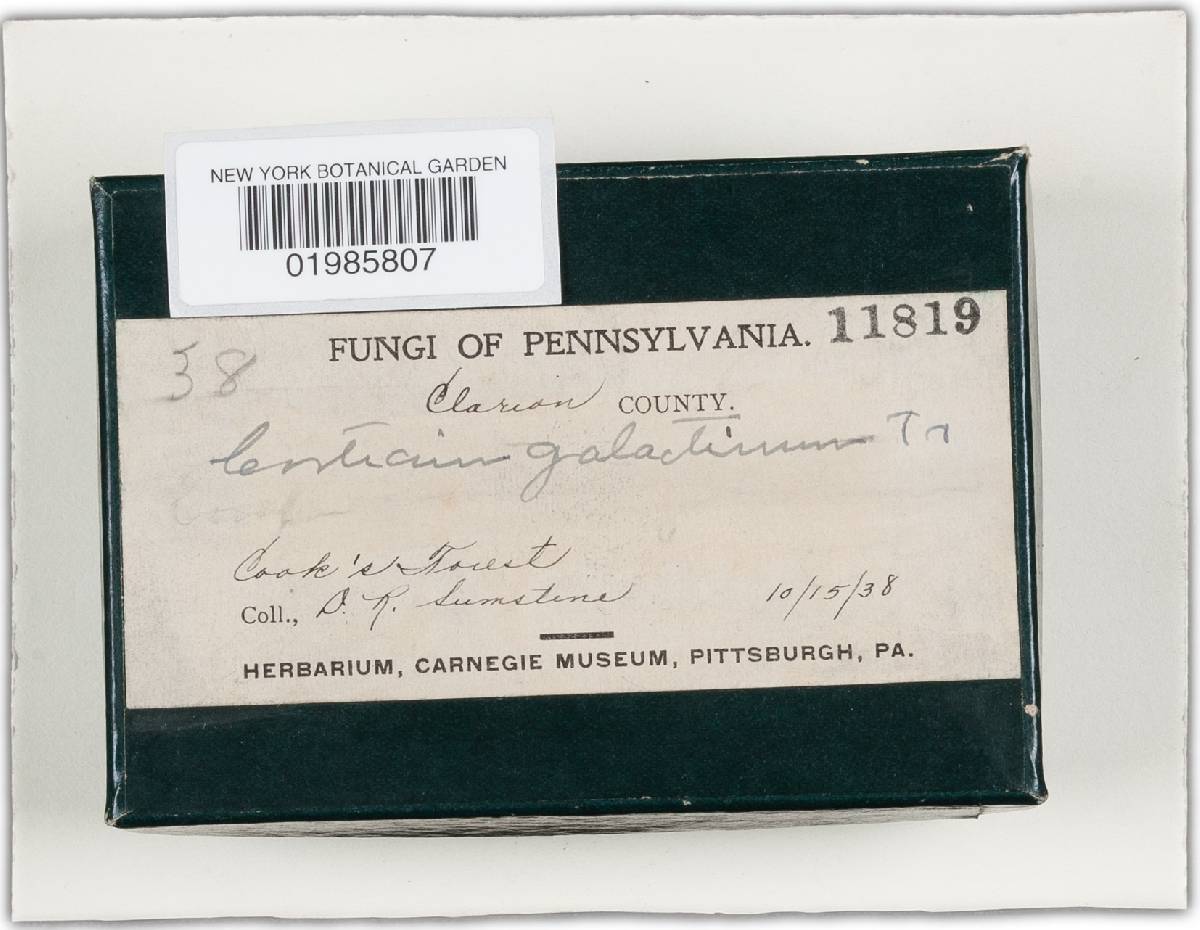 NEW YORK BOTANICAL GARDEN
01985807
FUNGI OF PENNSYLVANIA. 11819
38
Clarion COUNTY.
Corticium galactinum
Cook's Forest
Coll., D. R. Sumstine 10/15/38
HERBARIUM, CARNEGIE MUSEUM, PITTSBURGH, PA.